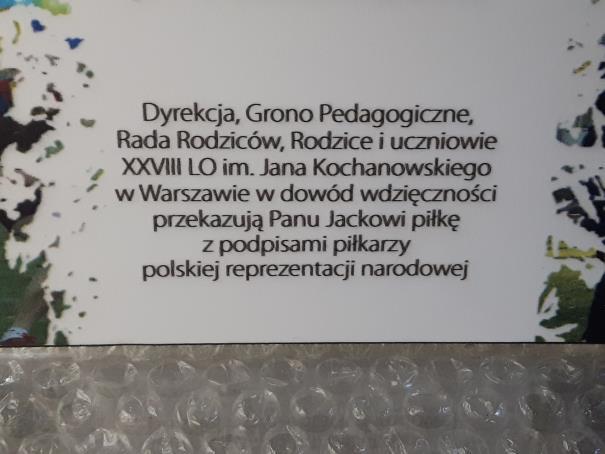 Dyrekcja, Grono Pedagogiczne,
Rada Rodziców, Rodzice i uczniowie
XXVIII LO im. Jana Kochanowskiego
w Warszawie w dowód wdzięczności
przekazują Panu Jackowi piłkę
z podpisami piłkarzy
polskiej reprezentacji narodowej